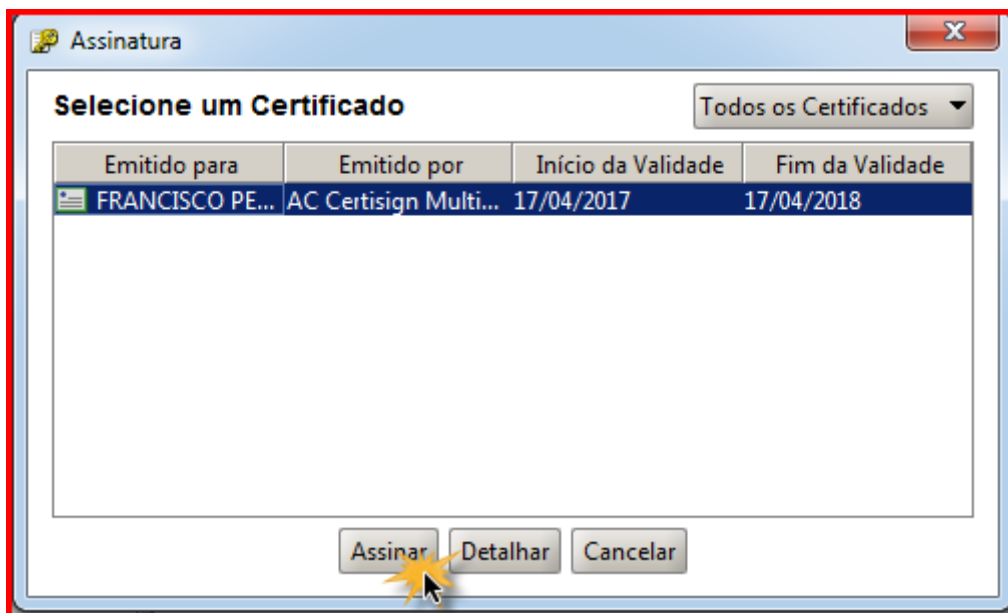 Assinatura
Selecione um Certificado Todos os Certificados
Emitido para Emitido por Início da Validade Fim da Validade
FRANCISCO PE... AC Certisign Multi... 17/04/2017 17/04/2018
Assinar Detalhar Cancelar